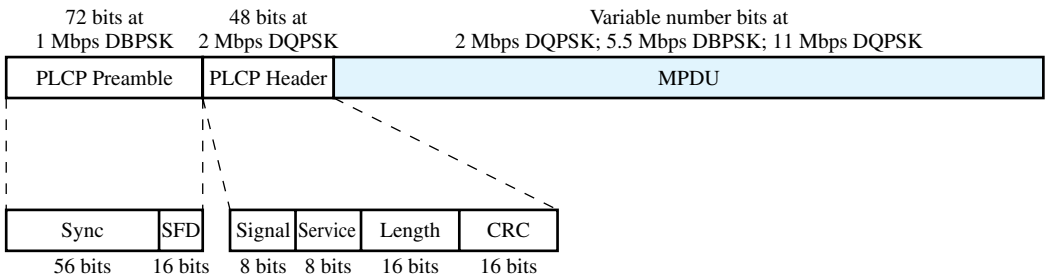 72 bits at
1 Mbps DBPSK
48 bits at
2 Mbps DQPSK
Variable number bits at
2 Mbps DQPSK; 5.5 Mbps DBPSK; 11 Mbps DQPSK
PLCP Preamble
PLCP Header
MPDU
Sync
SFD
Signal
Service
Length
CRC
56 bits
16 bits
8 bits
8 bits
16 bits
16 bits